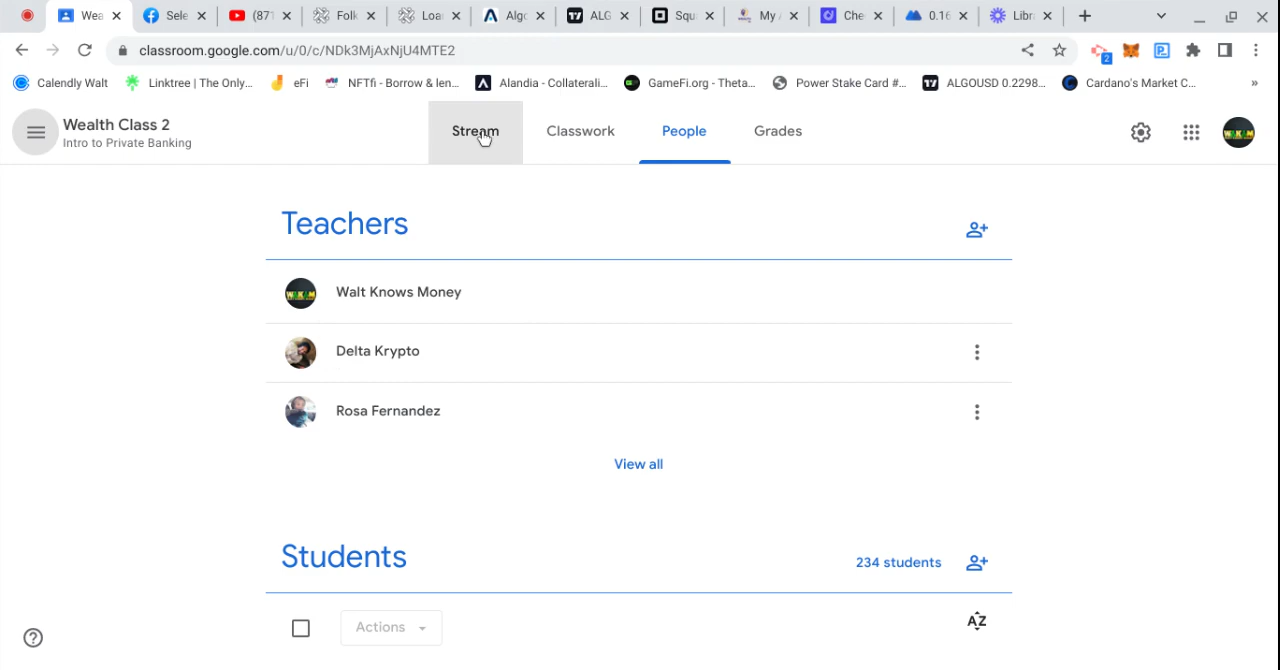 Wea
Sele
(871
Folk
Loa
Algo
ALG
Squ
My
Che
0.16
Libr
classroom.google.com/u/0/c/NDk3MjAxNjU4MTE2
2
Calendly Walt
Linktree | The Only...
eFi
NFTfi - Borrow & len...
Alandia - Collaterali...
GameFi.org - Theta...
Power Stake Card #...
ALGOUSD 0.2298...
Cardano's Market C...
»
Wealth Class 2
Intro to Private Banking
Stream
Classwork
People
Grades
Teachers
Walt Knows Money
Delta Krypto
Rosa Fernandez
View all
Students
234 students
Actions
AZ